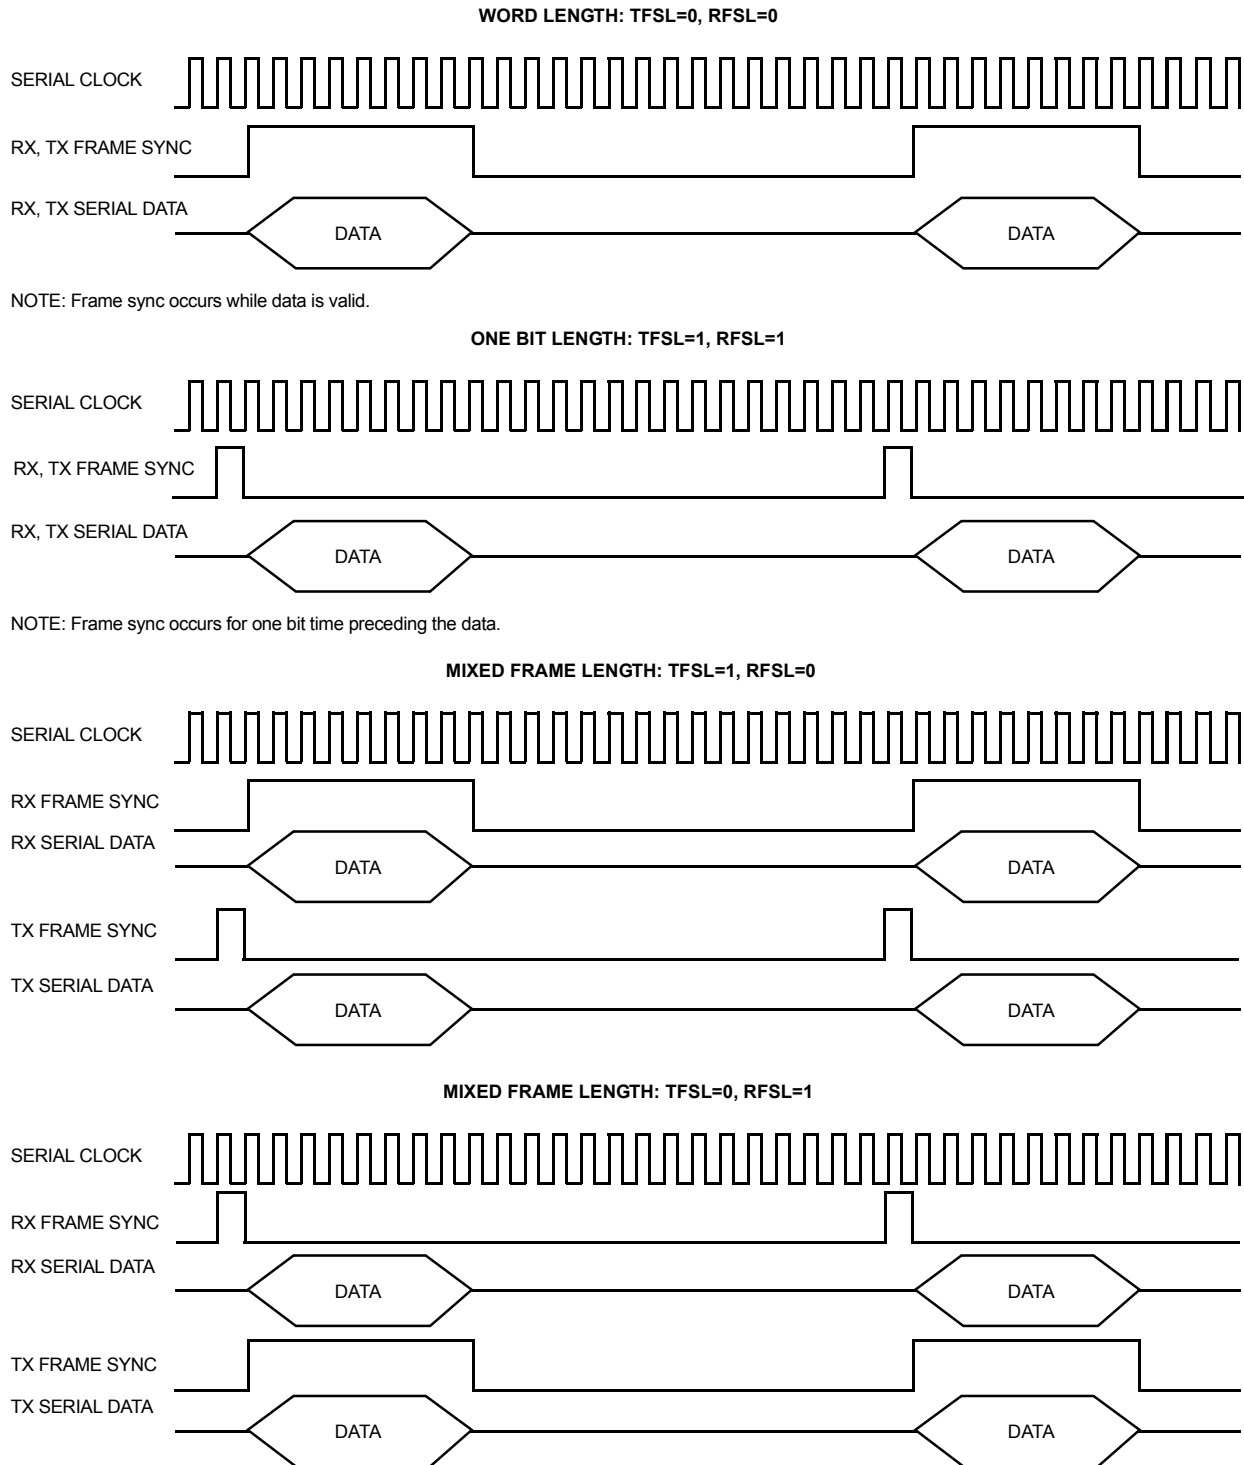 WORD LENGTH: TFSL=0, RFSL=0
SERIAL CLOCK
RX, TX FRAME SYNC
RX, TX SERIAL DATA
DATA
DATA
NOTE: Frame sync occurs while data is valid.
ONE BIT LENGTH: TFSL=1, RFSL=1
SERIAL CLOCK
RX, TX FRAME SYNC
RX, TX SERIAL DATA
DATA
DATA
NOTE: Frame sync occurs for one bit time preceding the data.
MIXED FRAME LENGTH: TFSL=1, RFSL=0
SERIAL CLOCK
RX FRAME SYNC
RX SERIAL DATA
DATA
DATA
TX FRAME SYNC
TX SERIAL DATA
DATA
DATA
MIXED FRAME LENGTH: TFSL=0, RFSL=1
SERIAL CLOCK
RX FRAME SYNC
RX SERIAL DATA
DATA
DATA
TX FRAME SYNC
TX SERIAL DATA
DATA
DATA